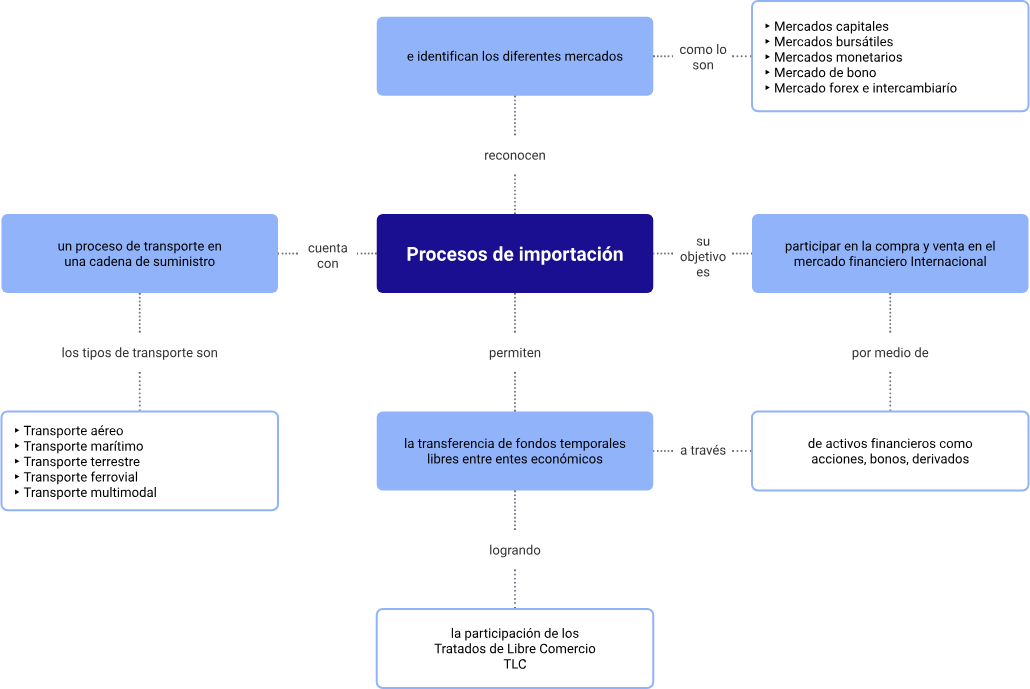 e identifican los diferentes mercados
como lo
son
‣ Mercados capitales
‣ Mercados bursátiles
‣ Mercados monetarios
‣ Mercado de bono
‣ Mercado forex e intercambiarío
reconocen
un proceso de transporte en
una cadena de suministro
cuenta
con
Procesos de importación
su
objetivo
es
participar en la compra y venta en el
mercado financiero Internacional
los tipos de transporte son
permiten
por medio de
‣ Transporte aéreo
‣ Transporte marítimo
‣ Transporte terrestre
‣ Transporte ferrovial
‣ Transporte multimodal
la transferencia de fondos temporales
libres entre entes económicos
a través
de activos financieros como
acciones, bonos, derivados
logrando
la participación de los
Tratados de Libre Comercio
TLC